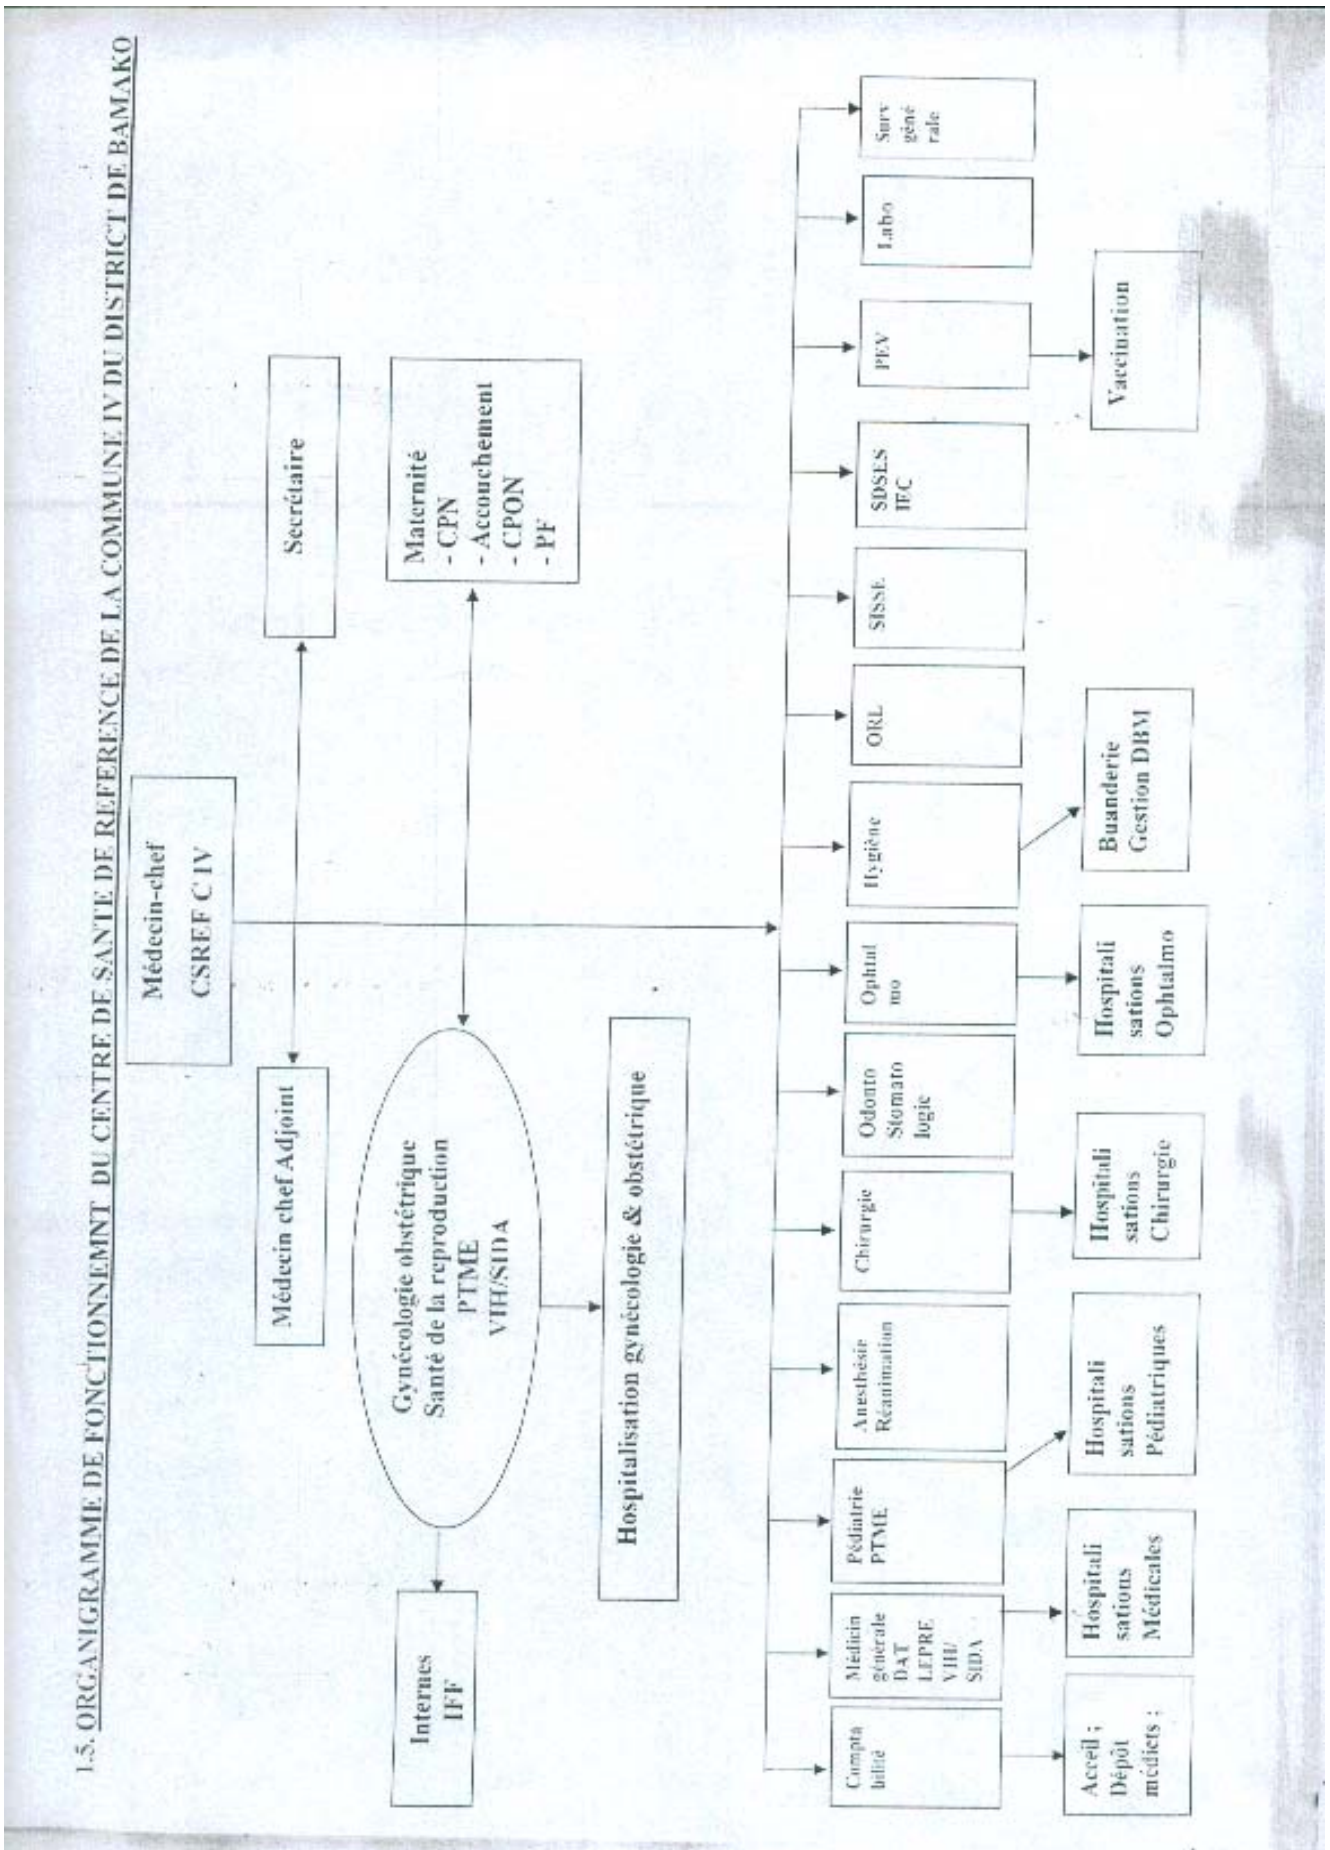 1.5. ORGANIGRAMME DE FONCTIONNEMNT DU CENTRE DE SANTE DE REFERENCE DE LA COMMUNE IV DU DISTRICT DE BAMAKO
Médecin-chef
CSREF C IV
Médecin chef Adjoint
Secrétaire
Internes
IFF
Gynécologie obstétrique
Santé de la reproduction
PTME
VIH/SIDA
Maternité
- CPN
- Accouchement
- CPON
- PF
Hospitalisation gynécologie & obstétrique
Compta
bilité
Médicin
générale
DAT
LEPRE
VIH/
SIDA
Pédiatrie
PTME
Anesthésie
Réanimation
Chirurgie
Odonto
Stomato
logie
Ophtal
mo
Hygiène
ORL
SISSE
SDSES
IEC
PEV
Labo
Surv
géné
rale
Acceil ;
Dépôt
médicts ;
Hospitali
sations
Médicales
Hospitali
sations
Pédiatriques
Hospitali
sations
Chirurgie
Hospitali
sations
Ophtalmo
Buanderie
Gestion DBM
Vaccination